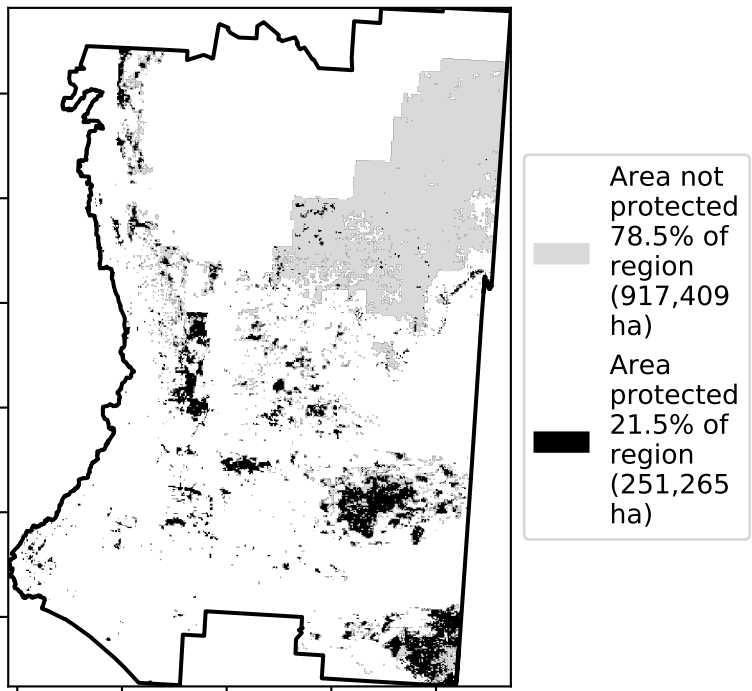 Area not
protected
78.5% of
region
(917,409
ha)
Area
protected
21.5% of
region
(251,265
ha)